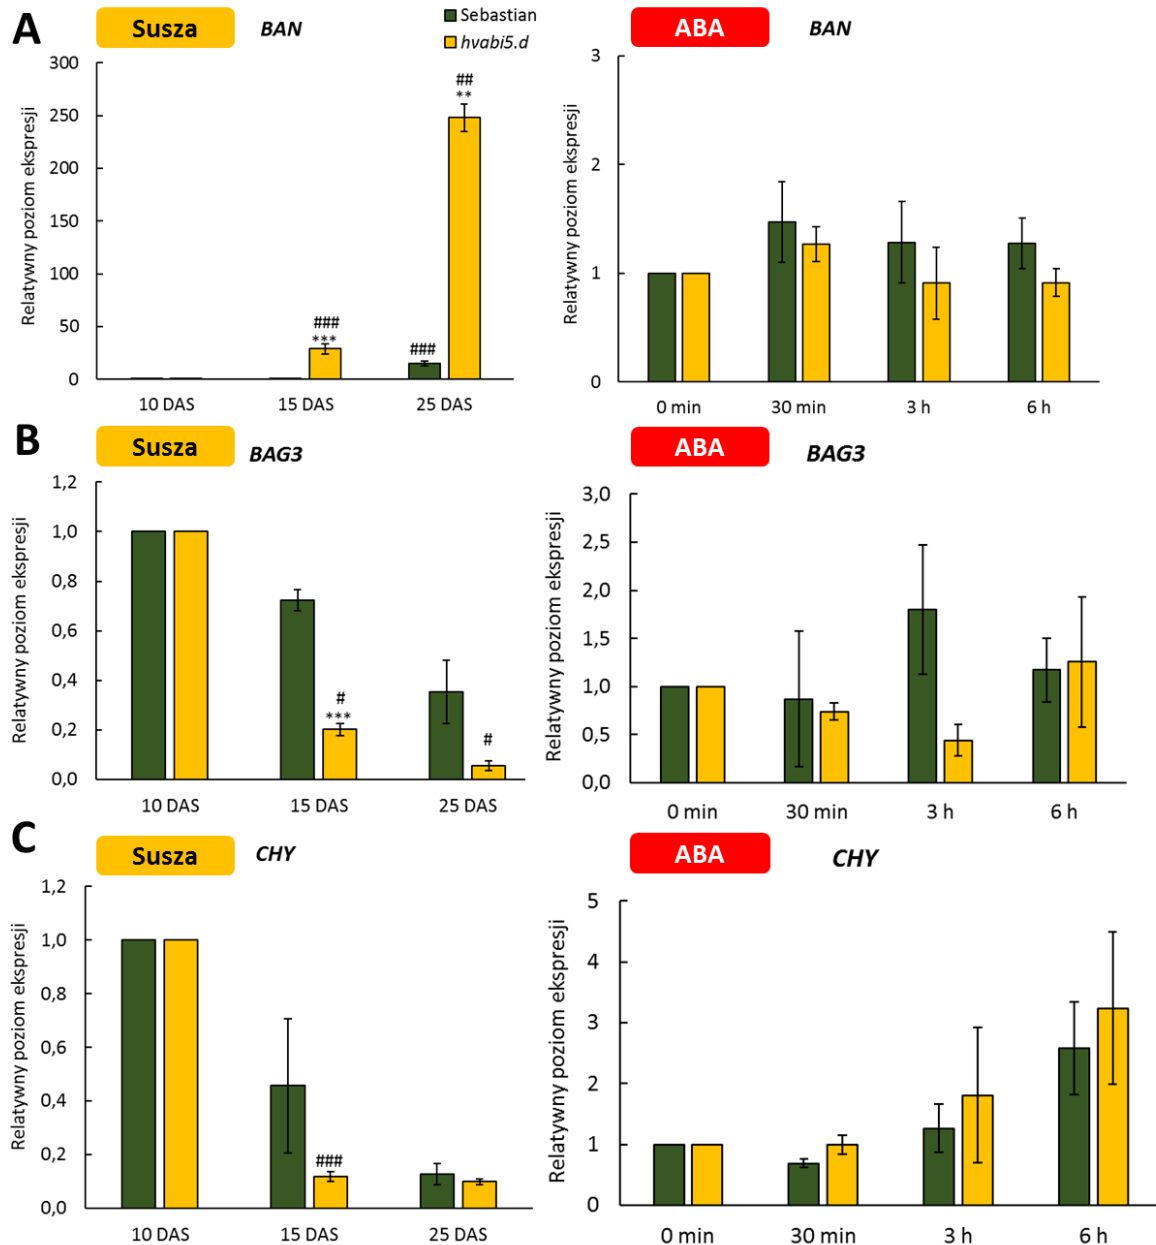 A
Susza
BAN
Sebastian
hvabi5.d
Relatywny poziom ekspresji
300
250
200
150
100
50
0
###
***
###
##
**
10 DAS
15 DAS
25 DAS
ABA
BAN
Relatywny poziom ekspresji
3
2
1
0
0 min
30 min
3 h
6 h
B
Susza
BAG3
Relatywny poziom ekspresji
1,2
1,0
0,8
0,6
0,4
0,2
0,0
#
***
#
10 DAS
15 DAS
25 DAS
ABA
BAG3
Relatywny poziom ekspresji
3,0
2,5
2,0
1,5
1,0
0,5
0,0
0 min
30 min
3 h
6 h
C
Susza
CHY
Relatywny poziom ekspresji
1,2
1,0
0,8
0,6
0,4
0,2
0,0
###
10 DAS
15 DAS
25 DAS
ABA
CHY
Relatywny poziom ekspresji
5
4
3
2
1
0
0 min
30 min
3 h
6 h